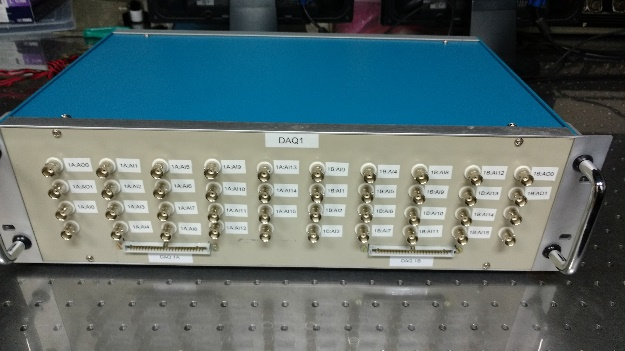 DAQ1
1A:AO0 1A:AI1 1A:AI5 1A:AI9 1A:AI13 1B:AI0 1B:AI4 1B:AI8 1B:AI12 1B:AO0
1A:AO1 1A:AI2 1A:AI6 1A:AI10 1A:AI14 1B:AI1 1B:AI5 1B:AI9 1B:AI13 1B:AO1
1A:AI0 1A:AI3 1A:AI7 1A:AI11 1A:AI15 1B:AI2 1B:AI6 1B:AI10 1B:AI14
1A:AI4 1A:AI8 1A:AI12 1B:AI3 1B:AI7 1B:AI11 1B:AI15
DAQ 1A DAQ 1B